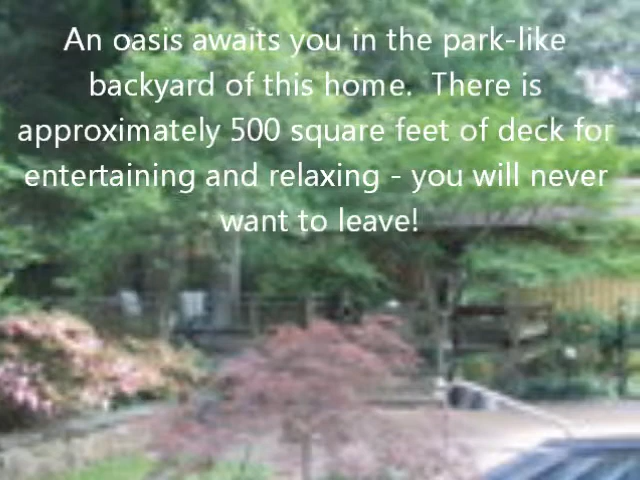 An oasis awaits you in the park-like
backyard of this home.  There is
approximately 500 square feet of deck for
entertaining and relaxing - you will never
want to leave!